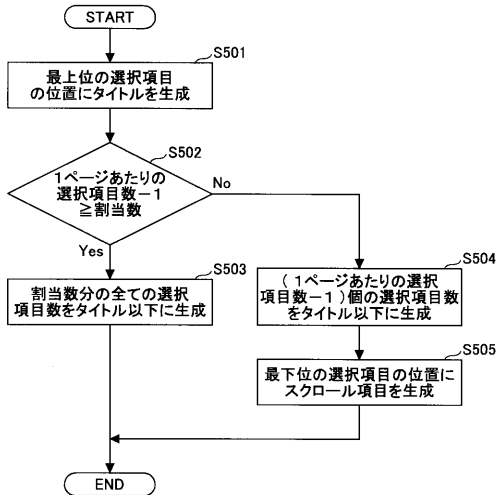 START
S501
最上位の選択項目
の位置にタイトルを生成
S502
1ページあたりの
選択項目数−1
≧割当数
No
Yes
S503
割当数分の全ての選択
項目数をタイトル以下に生成
S504
(1ページあたりの選択
項目数−1)個の選択項目数
をタイトル以下に生成
S505
最下位の選択項目の位置に
スクロール項目を生成
END